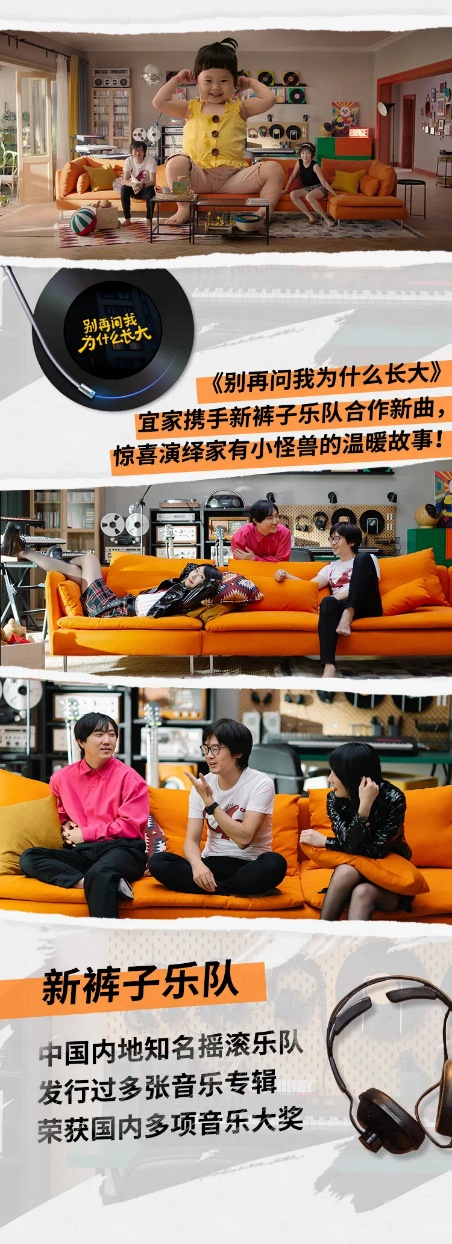 别再问我
为什么长大
《别再问我为什么长大》
宜家携手新裤子乐队合作新曲，
惊喜演绎家有小怪兽的温暖故事！
新裤子乐队
中国内地知名摇滚乐队
发行过多张音乐专辑
荣获国内多项音乐大奖